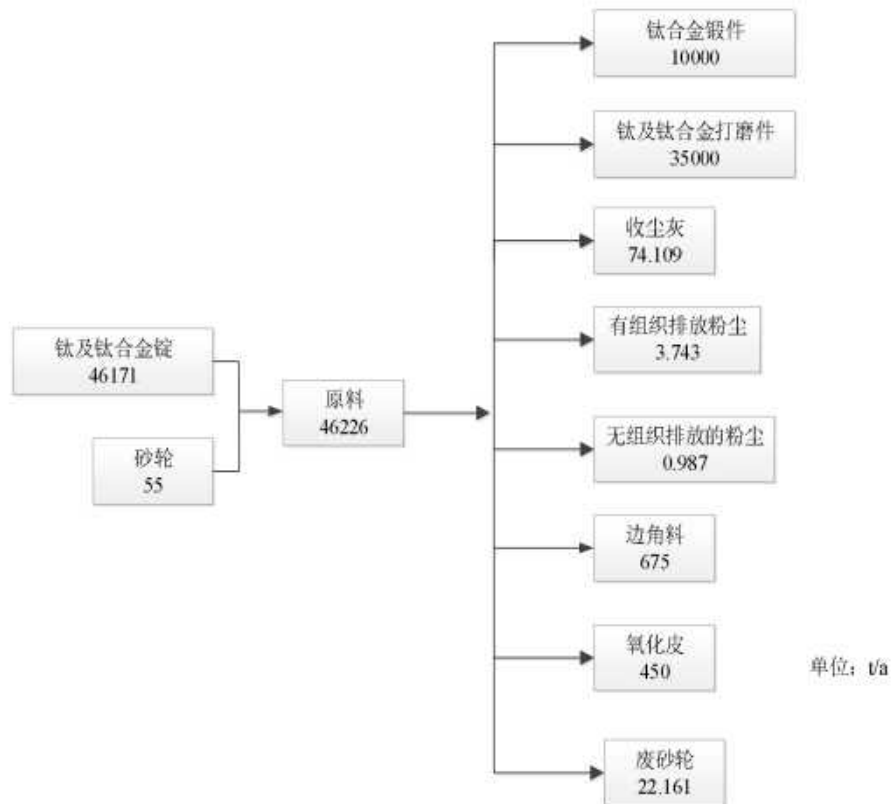 钛合金锻件
10000
钛及钛合金打磨件
35000
收尘灰
74.109
有组织排放粉尘
3.743
钛及钛合金锭
46171
原料
46226
砂轮
55
无组织排放的粉尘
0.987
边角料
675
氧化皮
450
单位：t/a
废砂轮
22.161